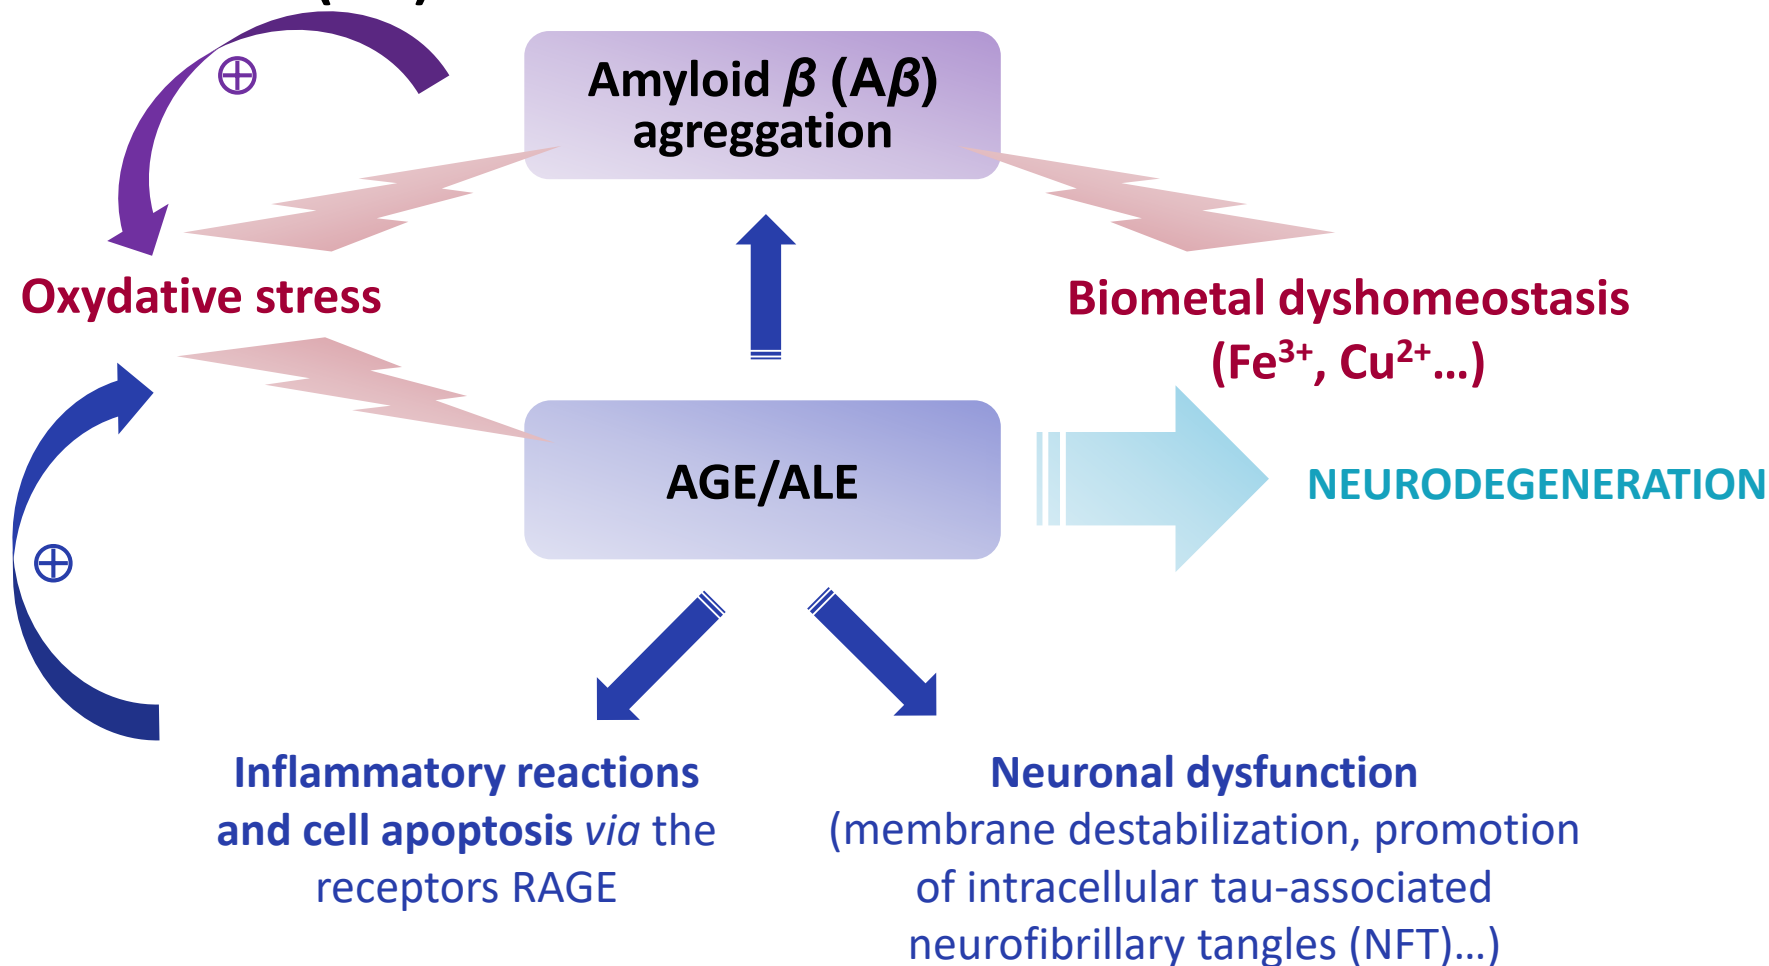 Amyloid β (Aβ)
agreggation
Oxydative stress
Biometal dyshomeostasis
(Fe³⁺, Cu²⁺…)
AGE/ALE
NEURODEGENERATION
Inflammatory reactions
and cell apoptosis via the
receptors RAGE
Neuronal dysfunction
(membrane destabilization, promotion
of intracellular tau-associated
neurofibrillary tangles (NFT)…)